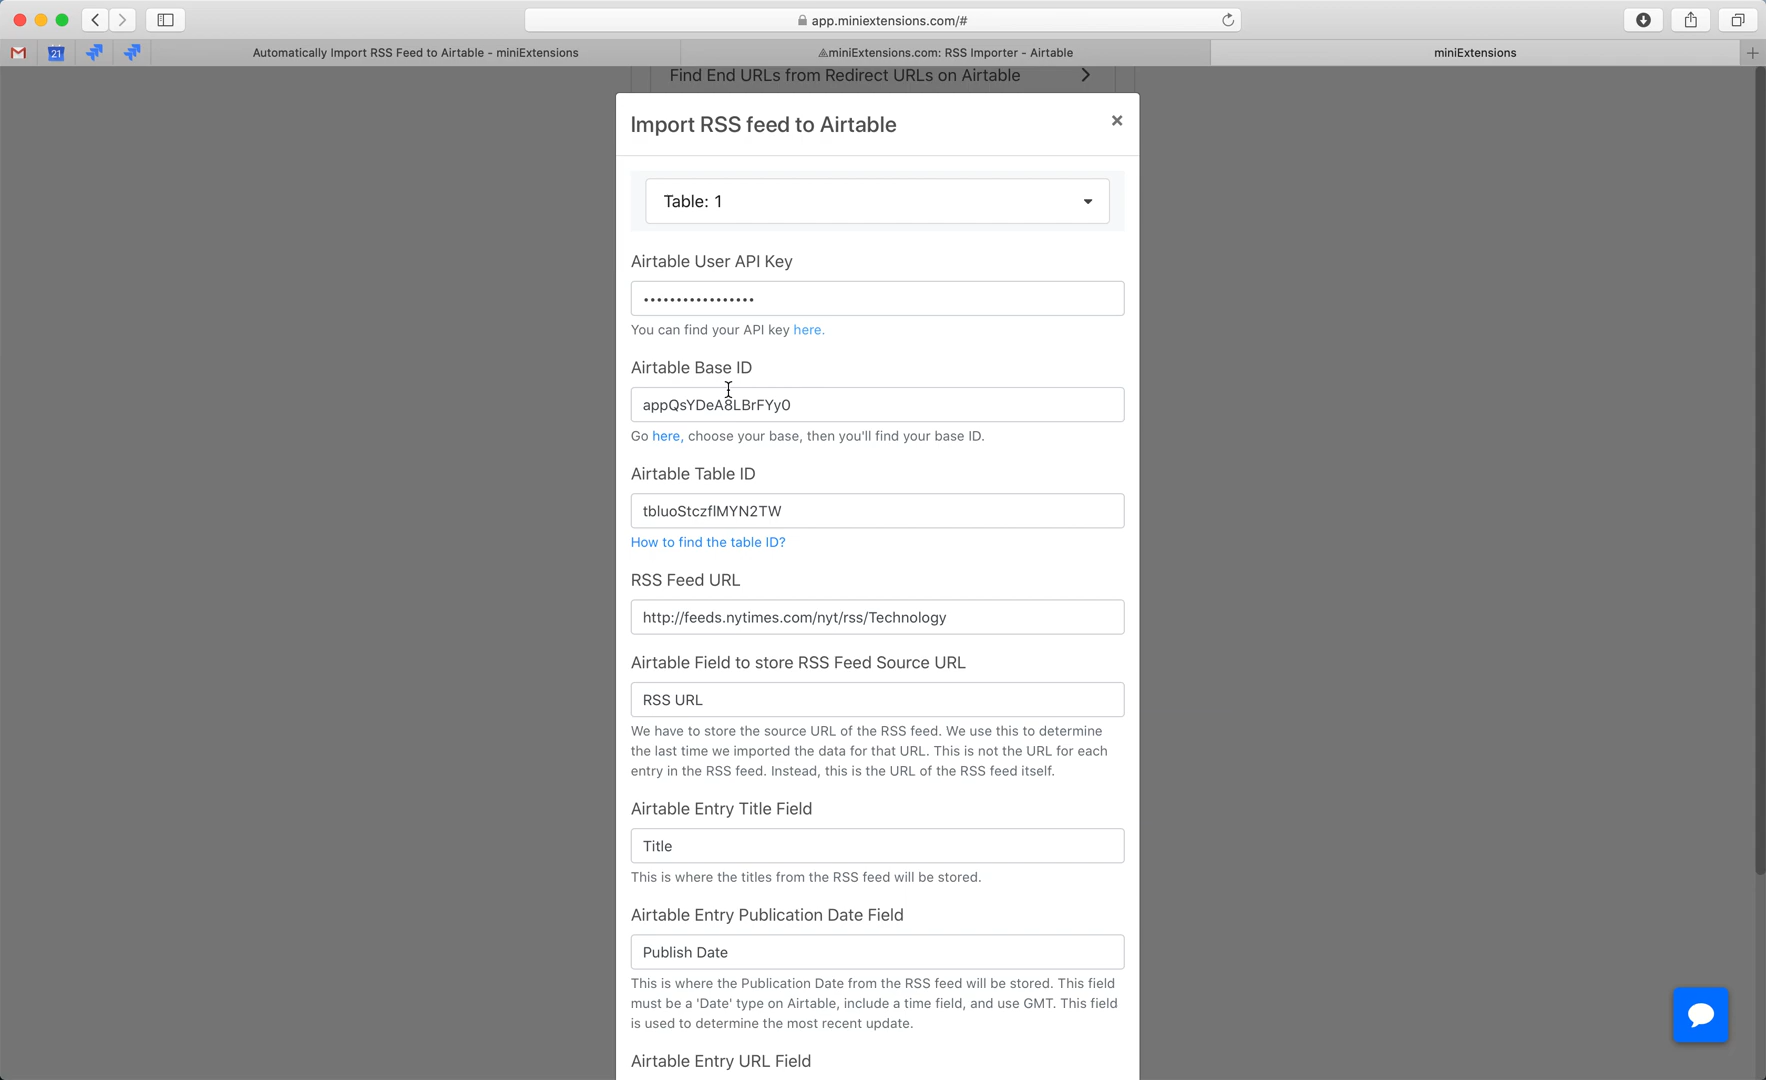 app.miniextensions.com/#
21
Automatically Import RSS Feed to Airtable - miniExtensions
miniExtensions.com: RSS Importer - Airtable
miniExtensions
Find End URLs from Redirect URLs on Airtable
Import RSS feed to Airtable
Table: 1
Airtable User API Key
•••••••••••••••••
You can find your API key here.
Airtable Base ID
appQsYDeA8LBrFYy0
Go here, choose your base, then you'll find your base ID.
Airtable Table ID
tbluoStczflMYN2TW
How to find the table ID?
RSS Feed URL
http://feeds.nytimes.com/nyt/rss/Technology
Airtable Field to store RSS Feed Source URL
RSS URL
We have to store the source URL of the RSS feed. We use this to determine
the last time we imported the data for that URL. This is not the URL for each
entry in the RSS feed. Instead, this is the URL of the RSS feed itself.
Airtable Entry Title Field
Title
This is where the titles from the RSS feed will be stored.
Airtable Entry Publication Date Field
Publish Date
This is where the Publication Date from the RSS feed will be stored. This field
must be a 'Date' type on Airtable, include a time field, and use GMT. This field
is used to determine the most recent update.
Airtable Entry URL Field